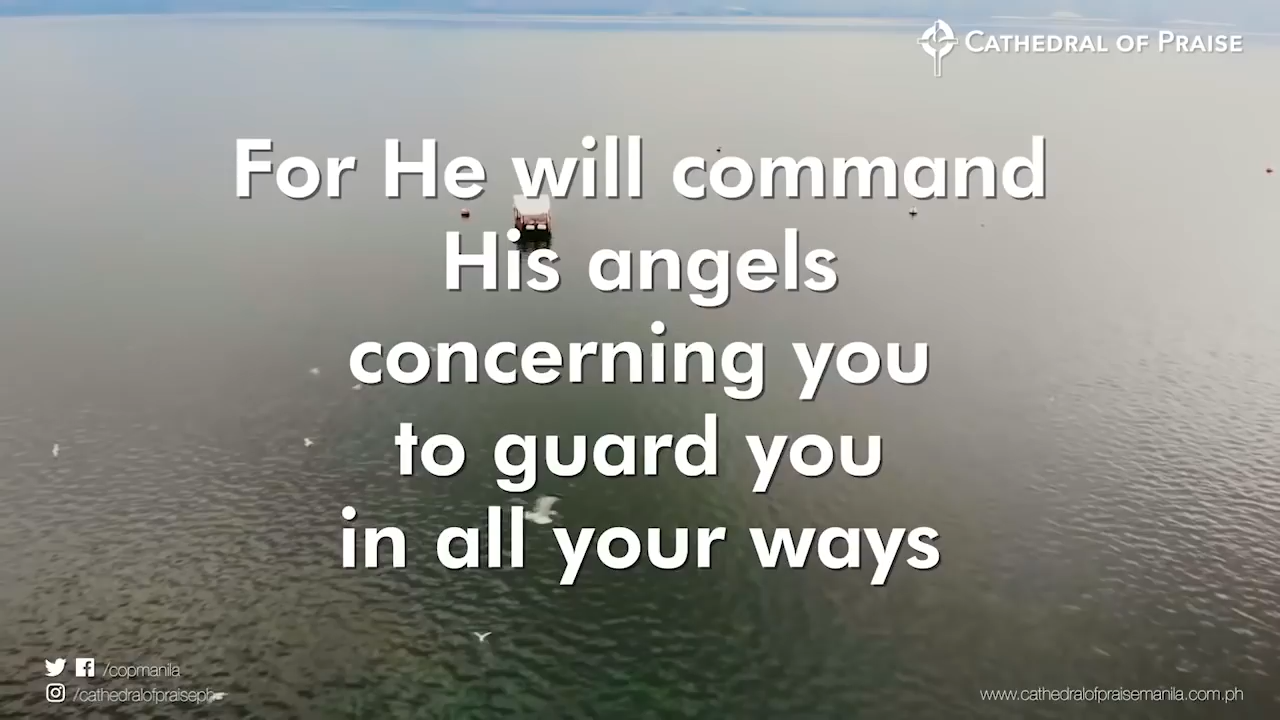 CATHEDRAL OF PRAISE
For He will command
His angels
concerning you
to guard you
in all your ways
/copmanila
/cathedralofpraiseph
www.cathedralofpraisemanila.com.ph